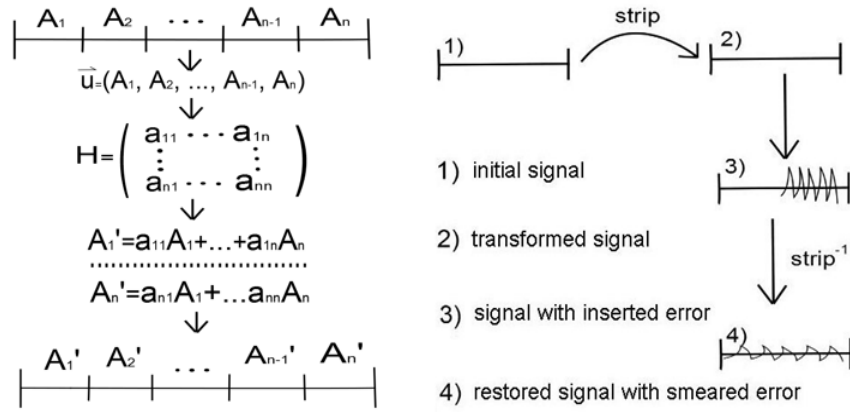 A₁ A₂ ... Aₙ₋₁ Aₙ
u=(A₁, A₂, ..., Aₙ₋₁, Aₙ)
H=
a₁₁ ... a₁ₙ
aₙ₁ ... aₙₙ
A₁'=a₁₁A₁+...+a₁ₙAₙ
Aₙ'=aₙ₁A₁+...aₙₙAₙ
A₁' A₂' ... Aₙ₋₁' Aₙ'
strip
1)
2)
3)
strip⁻¹
4)
1) initial signal
2) transformed signal
3) signal with inserted error
4) restored signal with smeared error